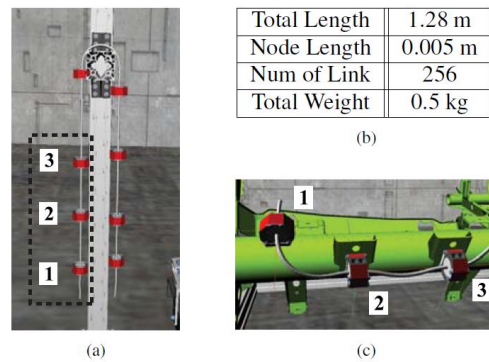 3
2
1
(a)
Total Length 1.28 m
Node Length 0.005 m
Num of Link 256
Total Weight 0.5 kg
(b)
1
2
3
(c)